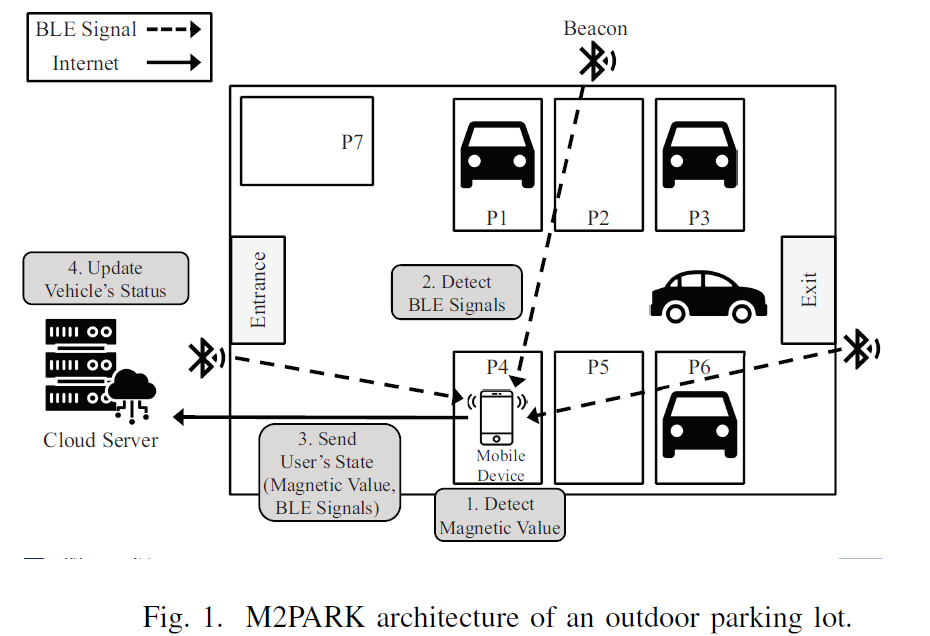 BLE Signal
Internet
Beacon
P7
P1
P2
P3
4. Update
Vehicle's Status
Entrance
2. Detect
BLE Signals
Exit
P4
P5
P6
Cloud Server
3. Send
User's State
(Magnetic Value,
BLE Signals)
Mobile
Device
1. Detect
Magnetic Value
Fig. 1. M2PARK architecture of an outdoor parking lot.